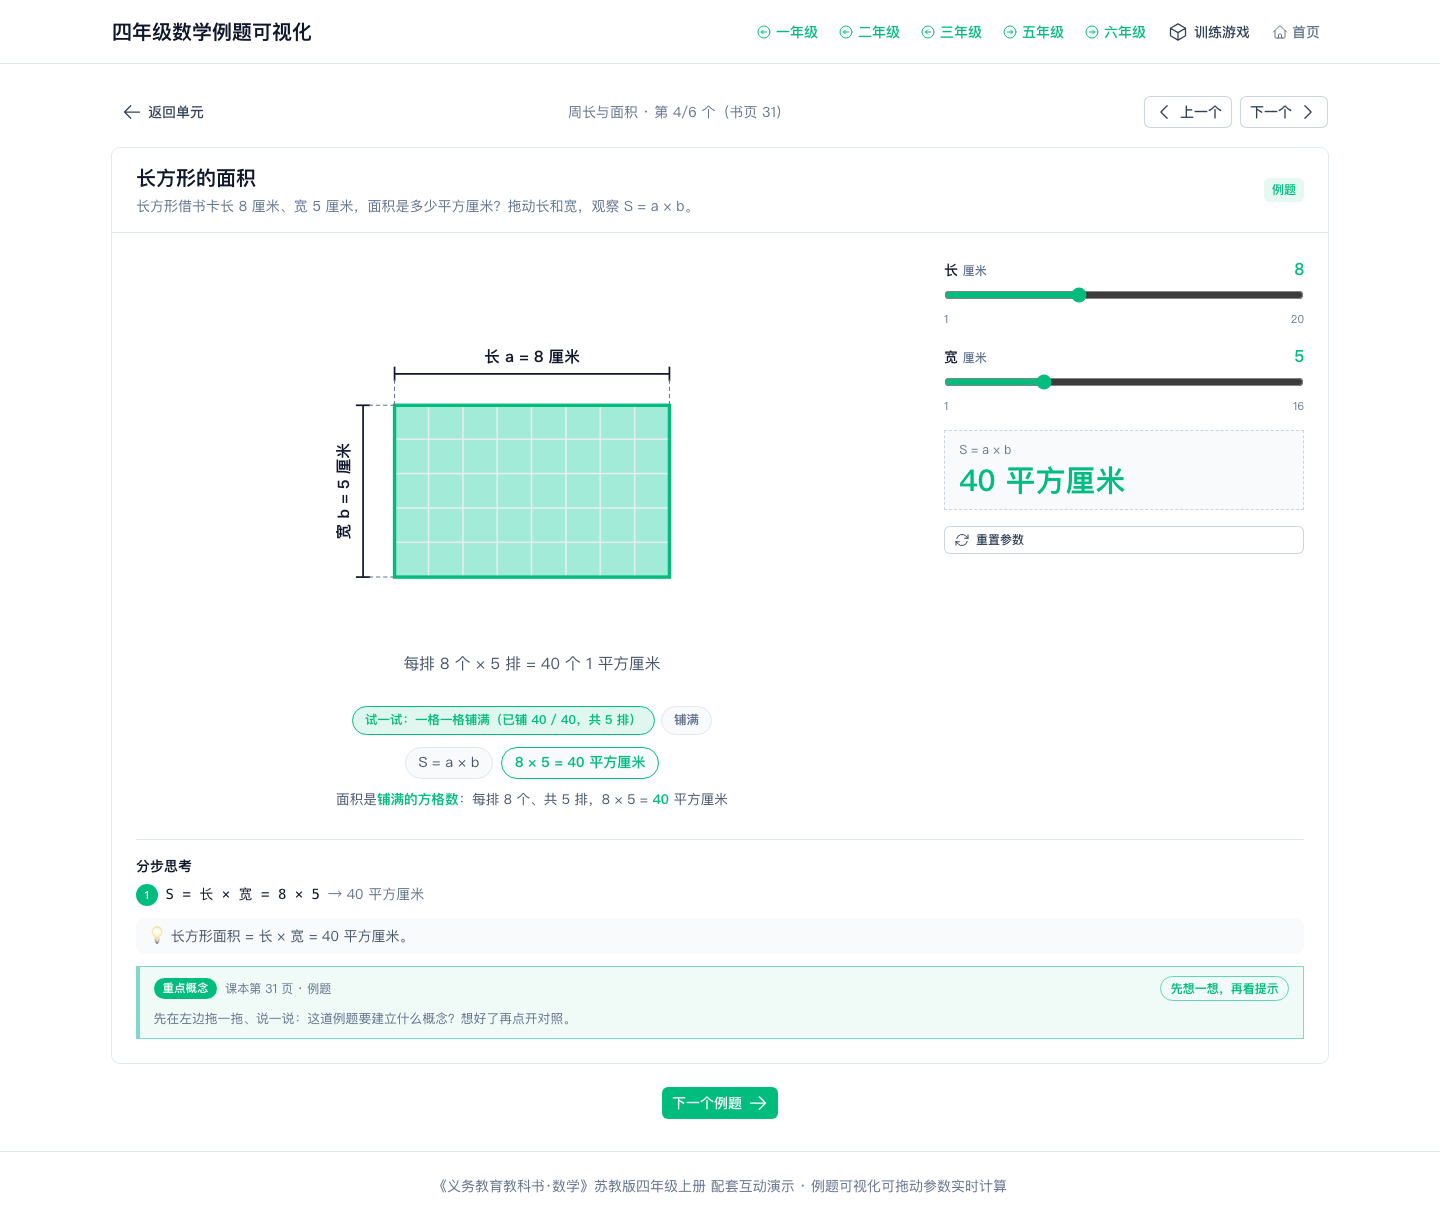 四年级数学例题可视化
一年级 二年级 三年级 五年级 六年级 训练游戏 首页
返回单元
周长与面积 · 第 4/6 个（书页 31）
上一个 下一个
长方形的面积
长方形借书卡长 8 厘米、宽 5 厘米，面积是多少平方厘米？拖动长和宽，观察 S = a × b。
例题
长 a = 8 厘米
宽 b = 5 厘米
每排 8 个 × 5 排 = 40 个 1 平方厘米
试一试：一格一格铺满（已铺 40 / 40，共 5 排） 铺满
S = a × b 8 × 5 = 40 平方厘米
面积是铺满的方格数：每排 8 个、共 5 排，8 × 5 = 40 平方厘米
长 厘米 8
1 20
宽 厘米 5
1 16
S = a × b
40 平方厘米
重置参数
分步思考
1 S = 长 × 宽 = 8 × 5 → 40 平方厘米
长方形面积 = 长 × 宽 = 40 平方厘米。
重点概念 课本第 31 页 · 例题 先想一想，再看提示
先在左边拖一拖、说一说：这道例题要建立什么概念？想好了再点开对照。
下一个例题
《义务教育教科书·数学》苏教版四年级上册 配套互动演示 · 例题可视化可拖动参数实时计算